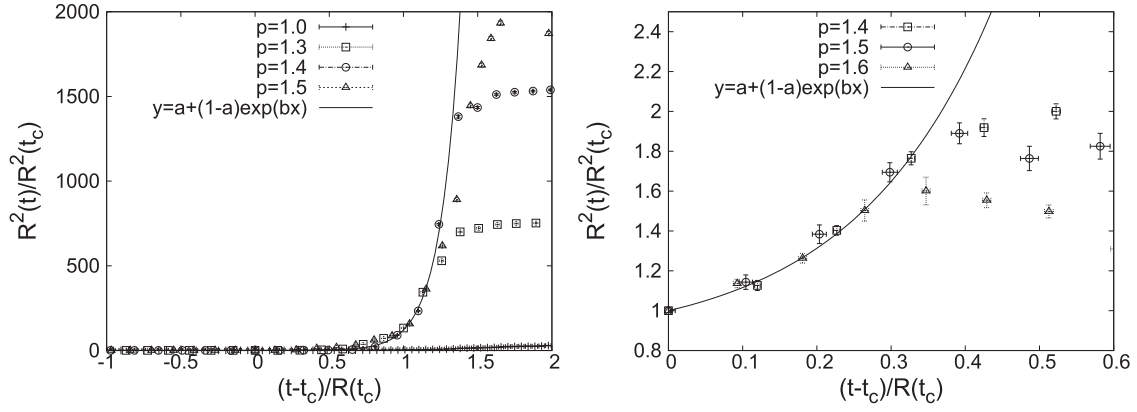 2000
1500
1000
500
0
-1
-0.5
0
0.5
1
1.5
2
R²(t)/R²(t_c)
(t-t_c)/R(t_c)
p=1.0
p=1.3
p=1.4
p=1.5
y=a+(1-a)exp(bx)
2.4
2.2
2
1.8
1.6
1.4
1.2
1
0.8
0
0.1
0.2
0.3
0.4
0.5
0.6
R²(t)/R²(t_c)
(t-t_c)/R(t_c)
p=1.4
p=1.5
p=1.6
y=a+(1-a)exp(bx)